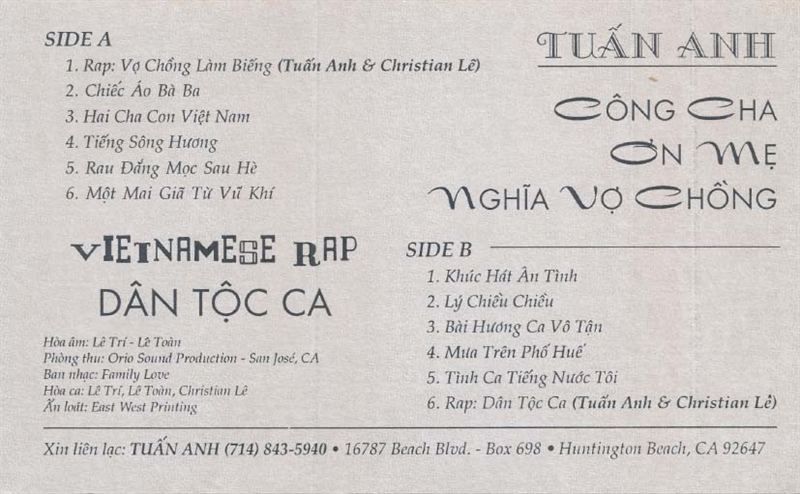 SIDE A
1. Rap: Vợ Chồng Làm Biếng (Tuấn Anh & Christian Lê)
2. Chiếc Áo Bà Ba
3. Hai Cha Con Việt Nam
4. Tiếng Sông Hương
5. Rau Đắng Mọc Sau Hè
6. Một Mai Giã Từ Vũ Khí
VIETNAMESE RAP
DÂN TỘC CA
Hòa âm: Lê Trí - Lê Toàn
Phòng thu: Orio Sound Production - San José, CA
Ban nhạc: Family Love
Hòa ca: Lê Trí, Lê Toàn, Christian Lê
Ấn loát: East West Printing
TUẤN ANH
CÔNG CHA
ƠN MẸ
NGHĨA VỢ CHỒNG
SIDE B
1. Khúc Hát Ân Tình
2. Lý Chiều Chiều
3. Bài Hương Ca Vô Tận
4. Mưa Trên Phố Huế
5. Tình Ca Tiếng Nước Tôi
6. Rap: Dân Tộc Ca (Tuấn Anh & Christian Lê)
Xin liên lạc: TUẤN ANH (714) 843-5940 • 16787 Beach Blvd. - Box 698 • Huntington Beach, CA 92647